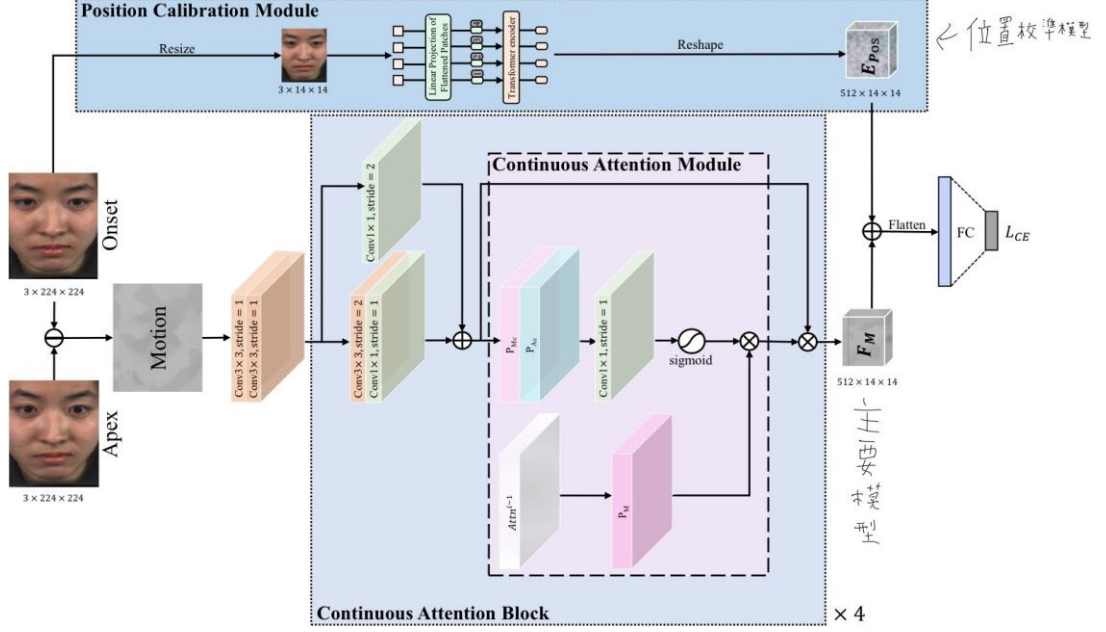 Position Calibration Module
Resize
3 × 14 × 14
Linear Projection of
Flattened Patches
Transformer encoder
Reshape
E_POS
512 × 14 × 14
← 位置校準模型
Onset
3 × 224 × 224
Apex
3 × 224 × 224
Motion
Conv3 × 3, stride = 1
Conv3 × 3, stride = 1
Conv1 × 1, stride = 2
Conv3 × 3, stride = 2
Conv1 × 1, stride = 1
Continuous Attention Module
P_Mc
P_Ac
Conv1 × 1, stride = 1
sigmoid
Attn^{l−1}
P_M
F_M
512 × 14 × 14
主要模型
Flatten
FC
L_CE
Continuous Attention Block
× 4